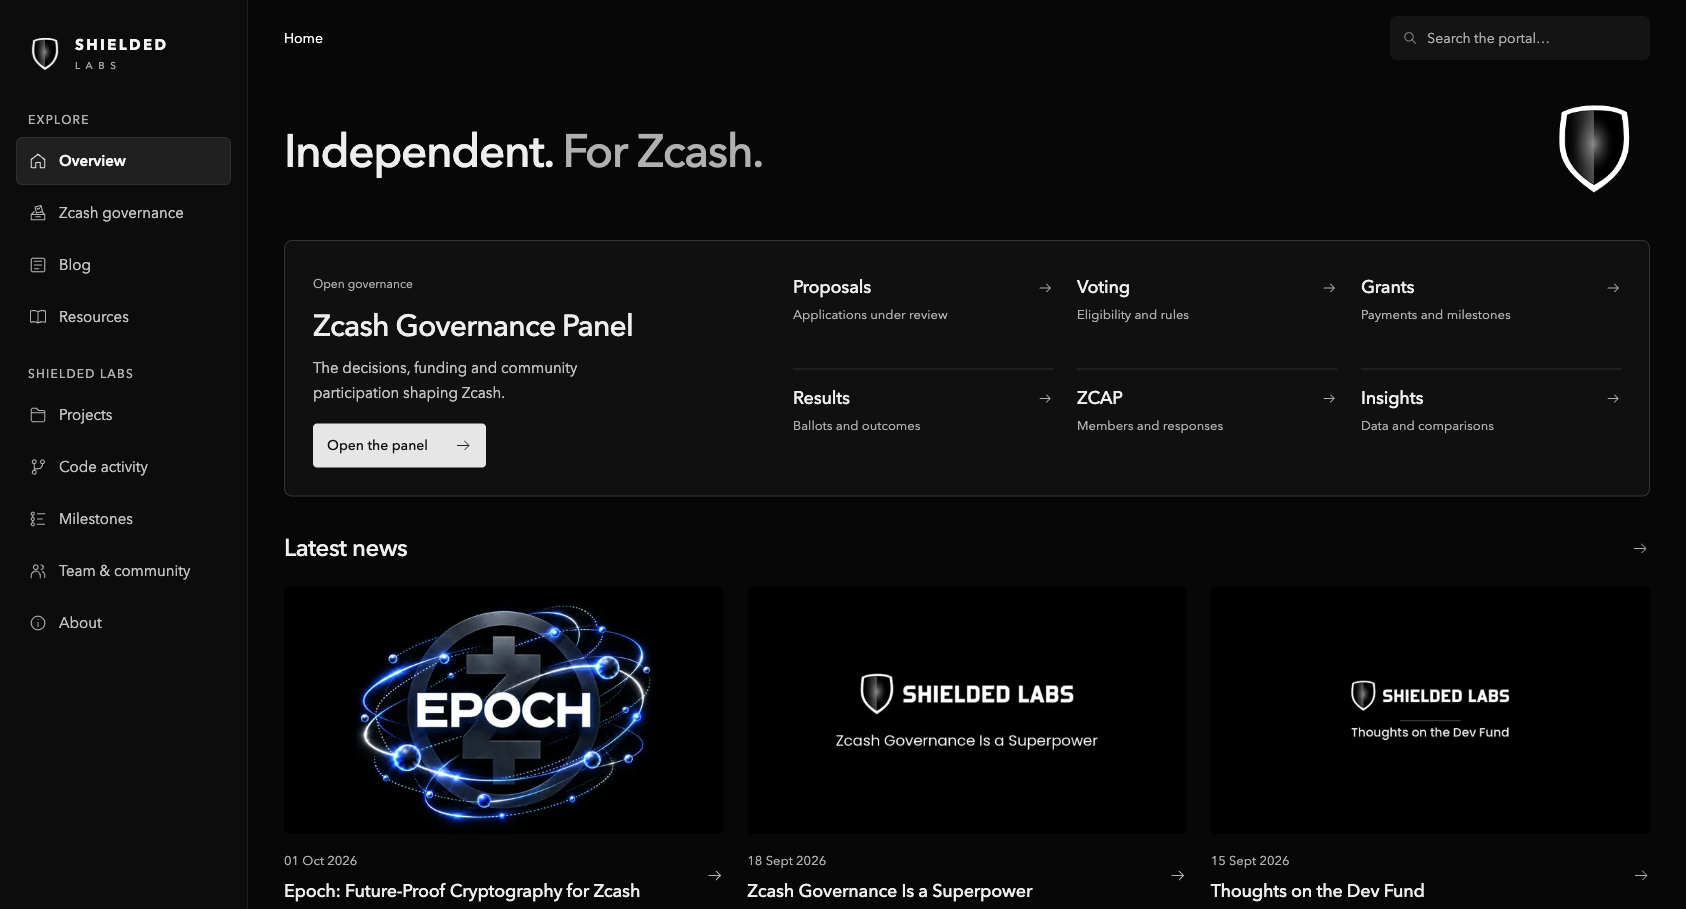 SHIELDED
LABS
EXPLORE
Overview
Zcash governance
Blog
Resources
SHIELDED LABS
Projects
Code activity
Milestones
Team & community
About
Home
Search the portal…
Independent. For Zcash.
Open governance
Zcash Governance Panel
The decisions, funding and community
participation shaping Zcash.
Open the panel
Proposals
Applications under review
Voting
Eligibility and rules
Grants
Payments and milestones
Results
Ballots and outcomes
ZCAP
Members and responses
Insights
Data and comparisons
Latest news
EPOCH
01 Oct 2026
Epoch: Future-Proof Cryptography for Zcash
SHIELDED LABS
Zcash Governance Is a Superpower
18 Sept 2026
Zcash Governance Is a Superpower
SHIELDED LABS
Thoughts on the Dev Fund
15 Sept 2026
Thoughts on the Dev Fund